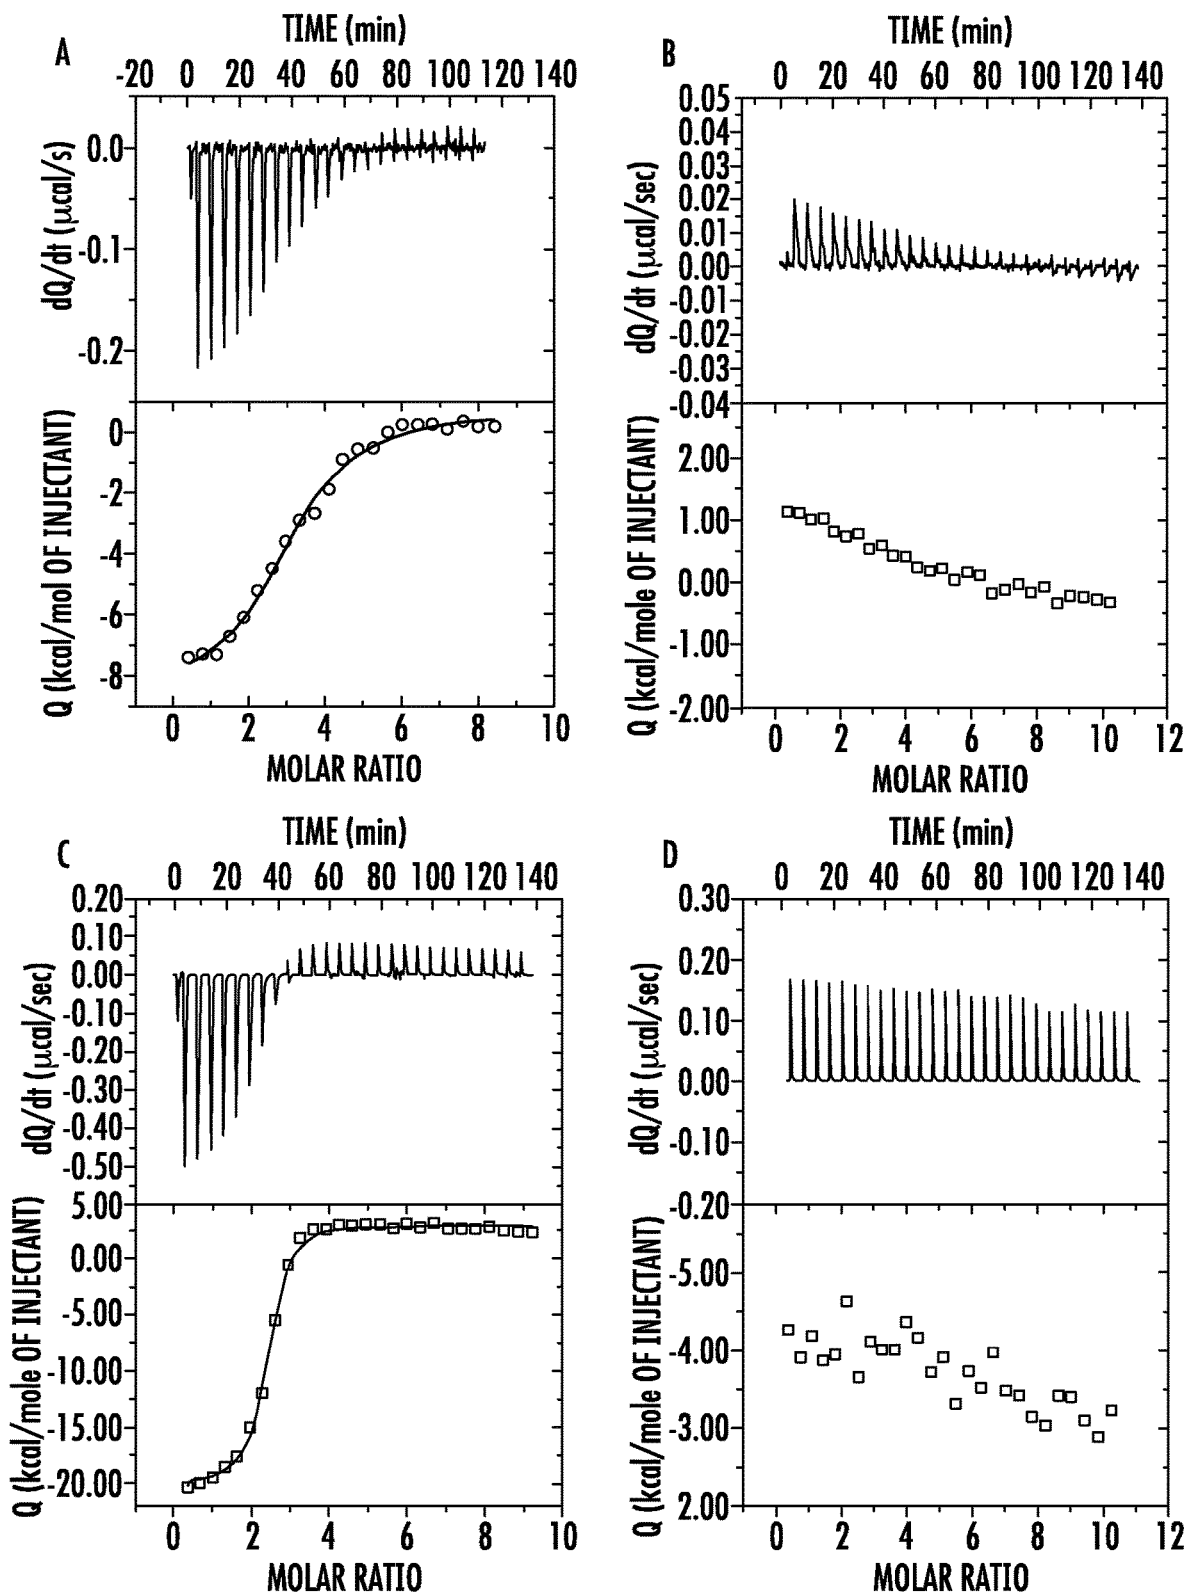 A
TIME (min)
-20 0 20 40 60 80 100 120 140
0.0
-0.1
-0.2
dQ/dt (μcal/s)
0
-2
-4
-6
-8
Q (kcal/mol OF INJECTANT)
0 2 4 6 8 10
MOLAR RATIO
B
TIME (min)
0 20 40 60 80 100 120 140
0.05
0.04
0.03
0.02
0.01
0.00
-0.01
-0.02
-0.03
-0.04
dQ/dt (μcal/sec)
2.00
1.00
0.00
-1.00
-2.00
Q (kcal/mole OF INJECTANT)
0 2 4 6 8 10 12
MOLAR RATIO
C
TIME (min)
0 20 40 60 80 100 120 140
0.20
0.10
0.00
-0.10
-0.20
-0.30
-0.40
-0.50
dQ/dt (μcal/sec)
5.00
5.00
0.00
-5.00
-10.00
-15.00
-20.00
Q (kcal/mole OF INJECTANT)
0 2 4 6 8 10
MOLAR RATIO
D
TIME (min)
0 20 40 60 80 100 120 140
0.30
0.20
0.10
0.00
-0.10
-0.20
dQ/dt (μcal/sec)
-5.00
-4.00
-3.00
2.00
Q (kcal/mole OF INJECTANT)
0 2 4 6 8 10 12
MOLAR RATIO